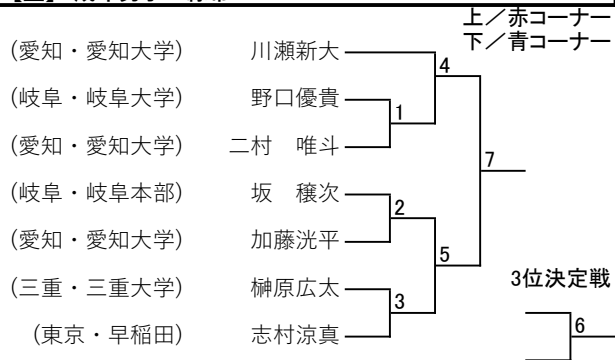 上／赤コーナー
下／青コーナー
(愛知・愛知大学) 川瀬新大
4
(岐阜・岐阜大学) 野口優貴
1
(愛知・愛知大学) 二村　唯斗
7
(岐阜・岐阜本部) 坂　穣次
2
(愛知・愛知大学) 加藤洸平
5
(三重・三重大学) 榊原広太
3位決定戦
3
(東京・早稲田) 志村涼真
6